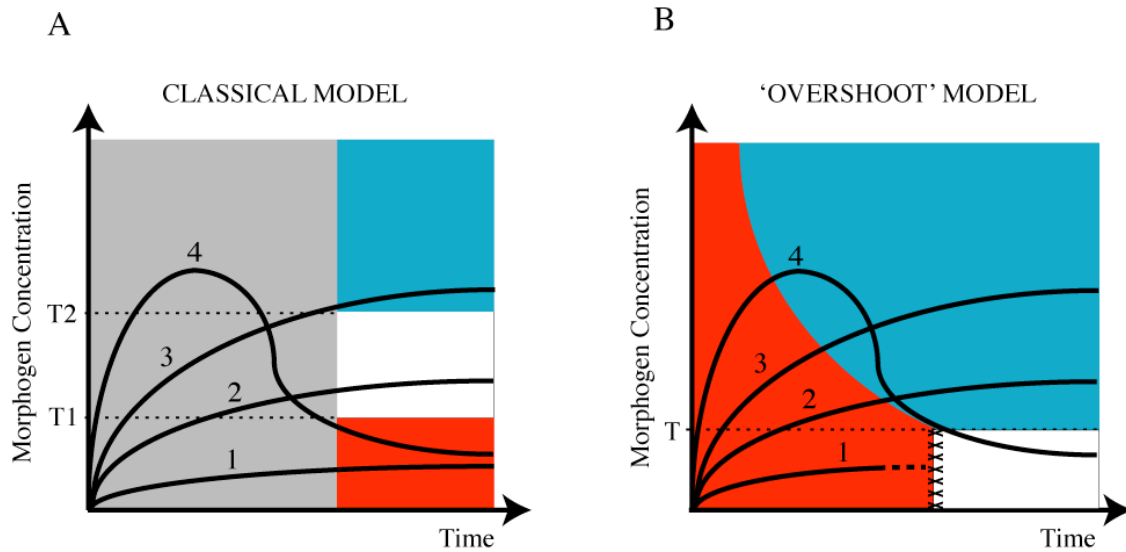 A
CLASSICAL MODEL
Morphogen Concentration
T2
T1
4
3
2
1
Time
B
'OVERSHOOT' MODEL
Morphogen Concentration
T
4
3
2
1
Time